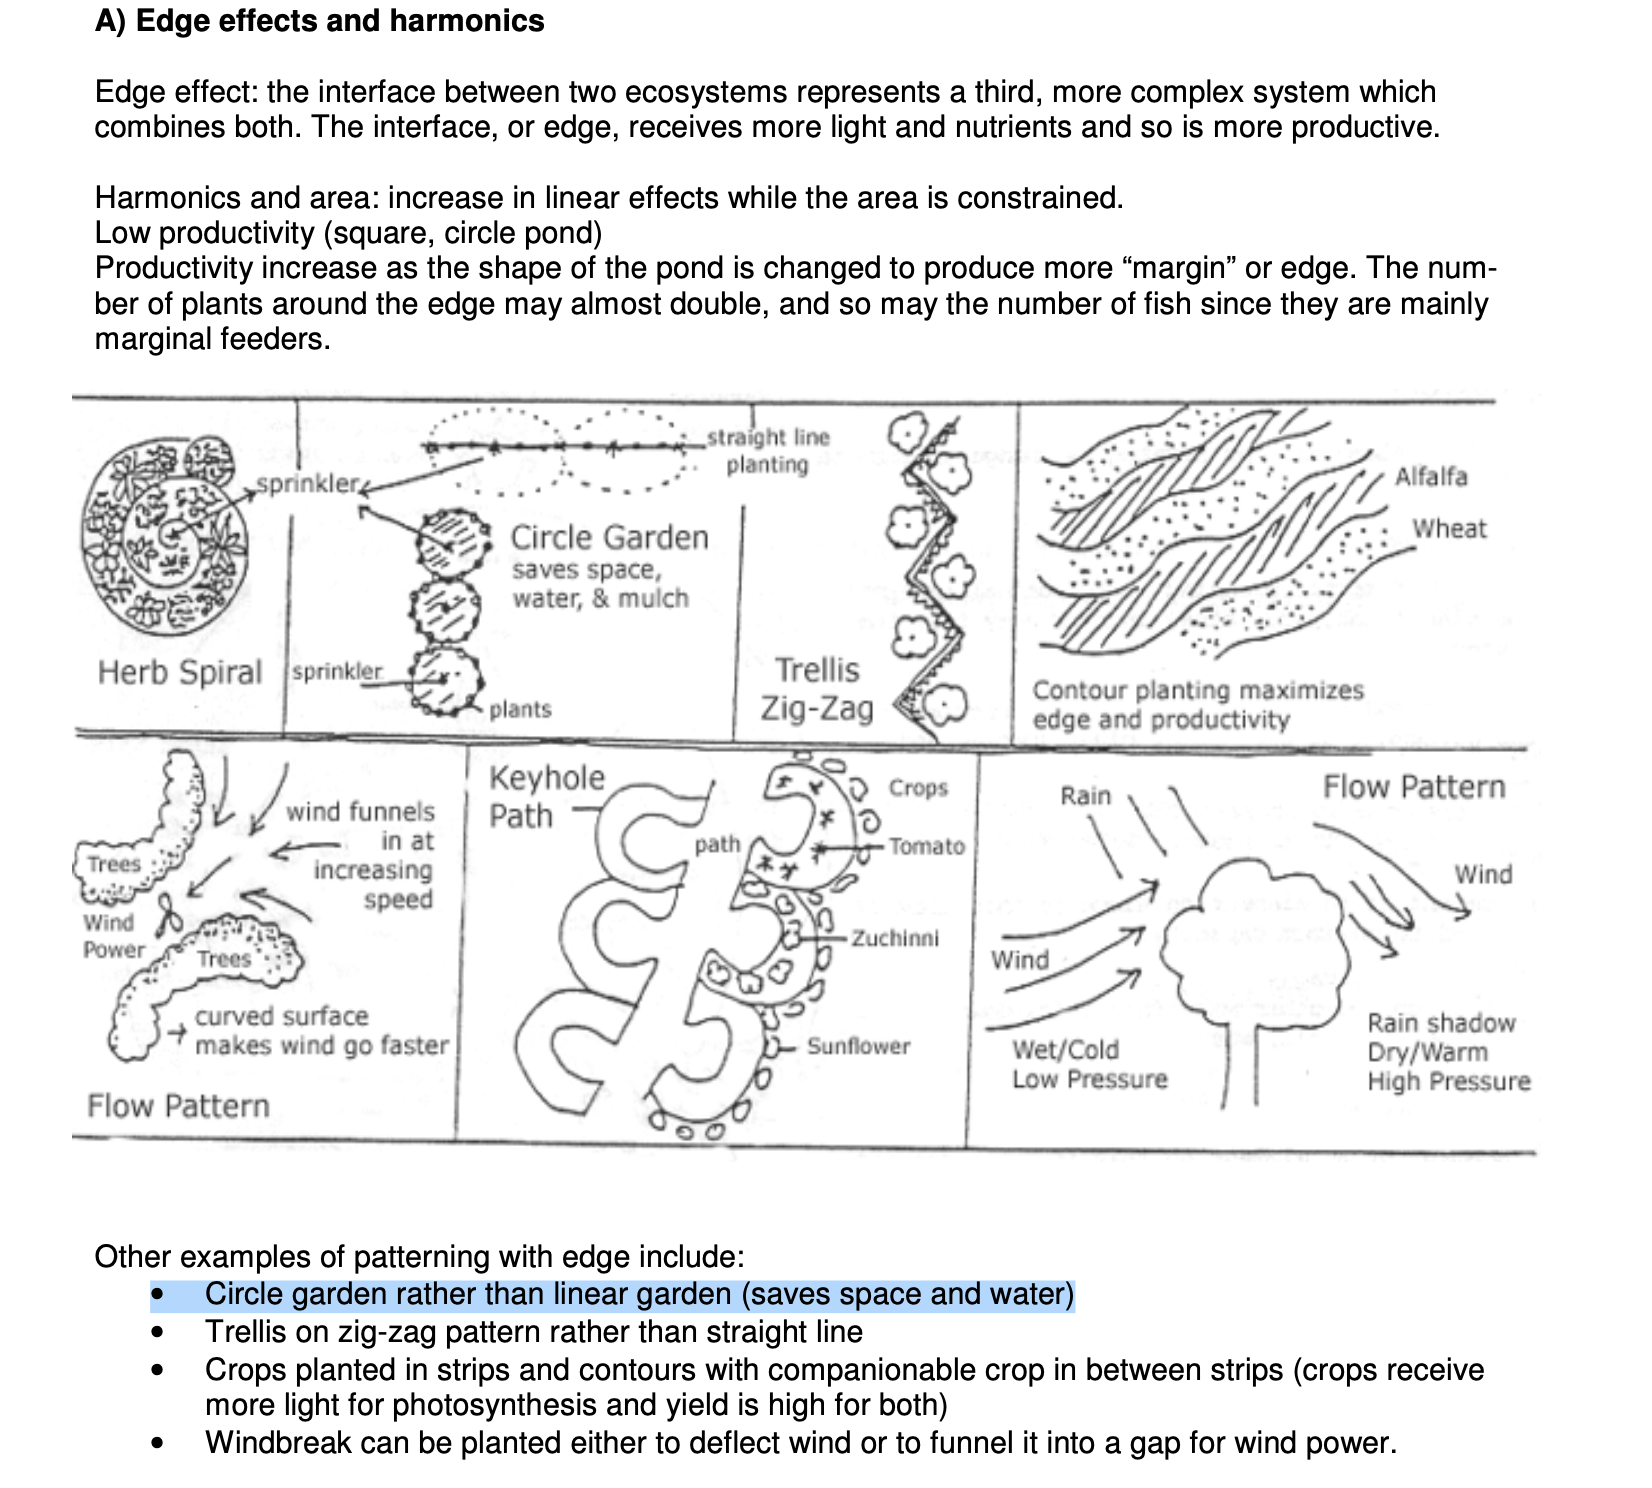 A) Edge effects and harmonics
Edge effect: the interface between two ecosystems represents a third, more complex system which
combines both. The interface, or edge, receives more light and nutrients and so is more productive.
Harmonics and area: increase in linear effects while the area is constrained.
Low productivity (square, circle pond)
Productivity increase as the shape of the pond is changed to produce more “margin” or edge. The num-
ber of plants around the edge may almost double, and so may the number of fish since they are mainly
marginal feeders.
sprinkler
Herb Spiral
straight line
planting
Circle Garden
saves space,
water, & mulch
sprinkler
plants
Trellis
Zig-Zag
Alfalfa
Wheat
Contour planting maximizes
edge and productivity
wind funnels
in at
increasing
speed
Trees
Wind
Power
Trees
curved surface
makes wind go faster
Flow Pattern
Keyhole
Path
path
Crops
Tomato
Zuchinni
Sunflower
Flow Pattern
Rain
Wind
Wind
Wet/Cold
Low Pressure
Rain shadow
Dry/Warm
High Pressure
Other examples of patterning with edge include:
• Circle garden rather than linear garden (saves space and water)
• Trellis on zig-zag pattern rather than straight line
• Crops planted in strips and contours with companionable crop in between strips (crops receive
more light for photosynthesis and yield is high for both)
• Windbreak can be planted either to deflect wind or to funnel it into a gap for wind power.